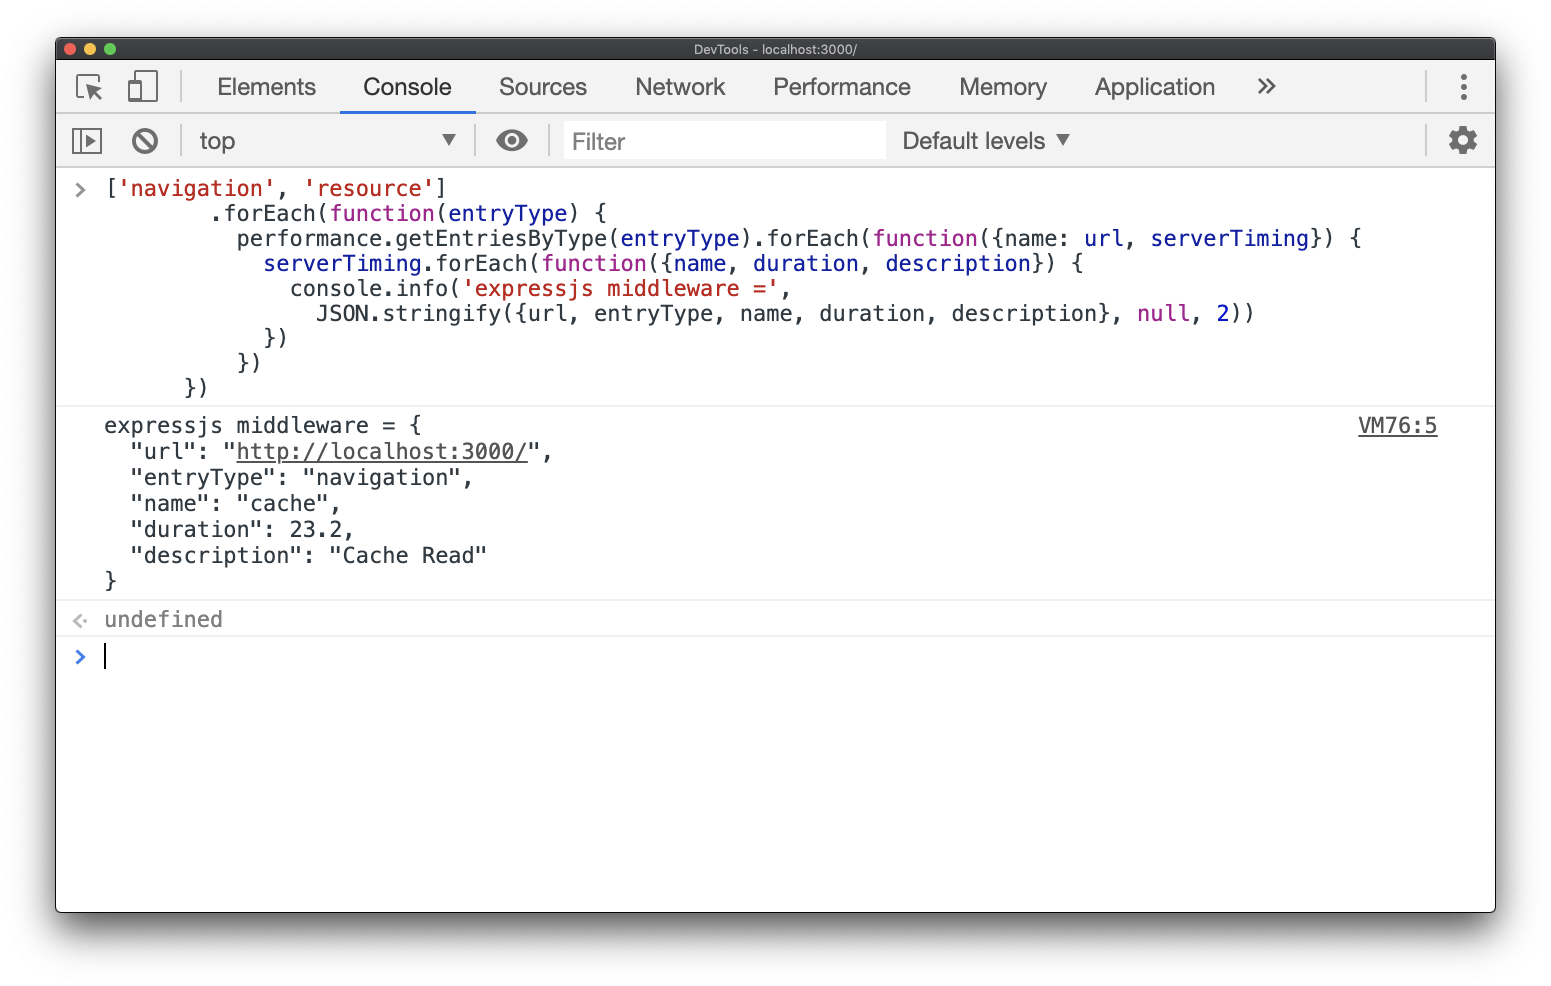 DevTools - localhost:3000/
Elements Console Sources Network Performance Memory Application »
top ▼ Filter Default levels ▼
> ['navigation', 'resource']
        .forEach(function(entryType) {
          performance.getEntriesByType(entryType).forEach(function({name: url, serverTiming}) {
            serverTiming.forEach(function({name, duration, description}) {
              console.info('expressjs middleware =',
                JSON.stringify({url, entryType, name, duration, description}, null, 2))
            })
          })
      })
expressjs middleware = { VM76:5
  "url": "http://localhost:3000/",
  "entryType": "navigation",
  "name": "cache",
  "duration": 23.2,
  "description": "Cache Read"
}
undefined
>